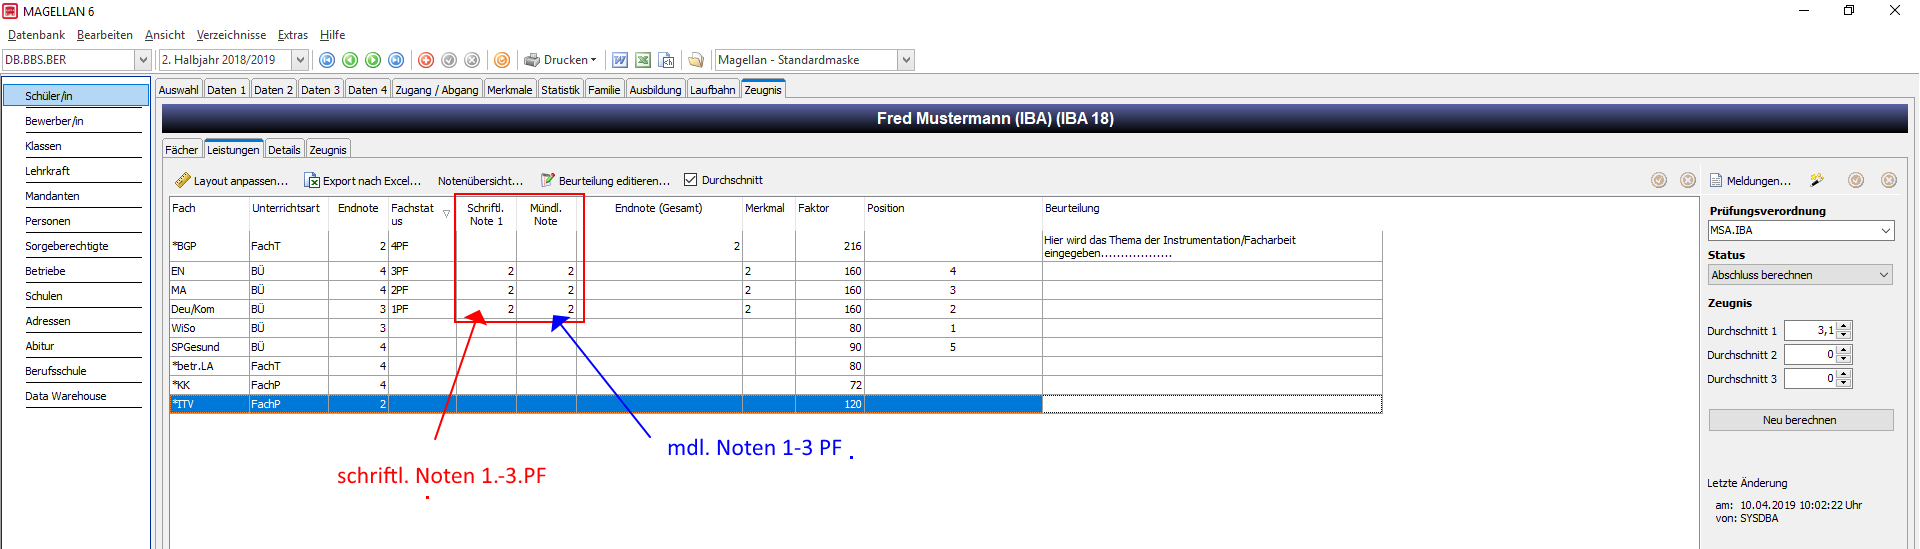 MAGELLAN 6
Datenbank Bearbeiten Ansicht Verzeichnisse Extras Hilfe
DB.BBS.BER 2. Halbjahr 2018/2019 Drucken Magellan - Standardmaske
Schüler/in
Bewerber/in
Klassen
Lehrkraft
Mandanten
Personen
Sorgeberechtigte
Betriebe
Schulen
Adressen
Abitur
Berufsschule
Data Warehouse
Auswahl Daten 1 Daten 2 Daten 3 Daten 4 Zugang / Abgang Merkmale Statistik Familie Ausbildung Laufbahn Zeugnis
Fred Mustermann (IBA) (IBA 18)
Fächer Leistungen Details Zeugnis
Layout anpassen... Export nach Excel... Notenübersicht... Beurteilung editieren... Durchschnitt
Fach Unterrichtsart Endnote Fachstat us Schriftl. Note 1 Mündl. Note Endnote (Gesamt) Merkmal Faktor Position Beurteilung
*BGP FachT 2 4PF 2 216 Hier wird das Thema der Instrumentation/Facharbeit
eingegeben..................
EN BÜ 4 3PF 2 2 2 160 4
MA BÜ 4 2PF 2 2 2 160 3
Deu/Kom BÜ 3 1PF 2 2 2 160 2
WiSo BÜ 3 80 1
SPGesund BÜ 4 90 5
*betr.LA FachT 4 80
*KK FachP 4 72
*ITV FachP 2 120
mdl. Noten 1-3 PF .
schriftl. Noten 1.-3.PF
.
Meldungen...
Prüfungsverordnung
MSA.IBA
Status
Abschluss berechnen
Zeugnis
Durchschnitt 1 3,1
Durchschnitt 2 0
Durchschnitt 3 0
Neu berechnen
Letzte Änderung
am: 10.04.2019 10:02:22 Uhr
von: SYSDBA